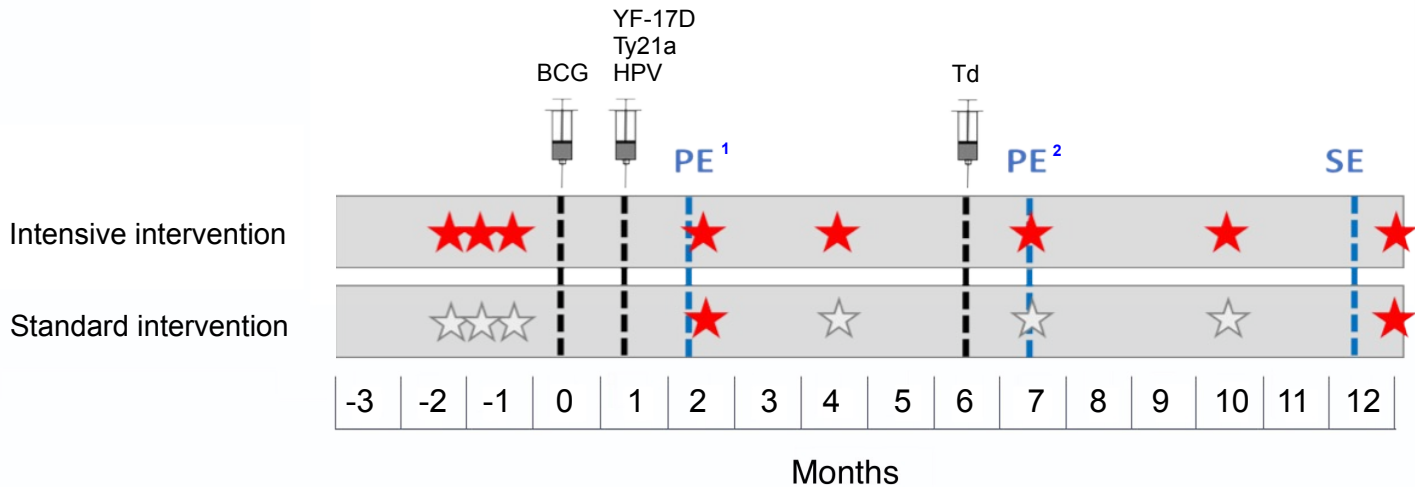 YF-17D
Ty21a
BCG HPV Td
PE 1 PE 2 SE
Intensive intervention
Standard intervention
-3 -2 -1 0 1 2 3 4 5 6 7 8 9 10 11 12
Months